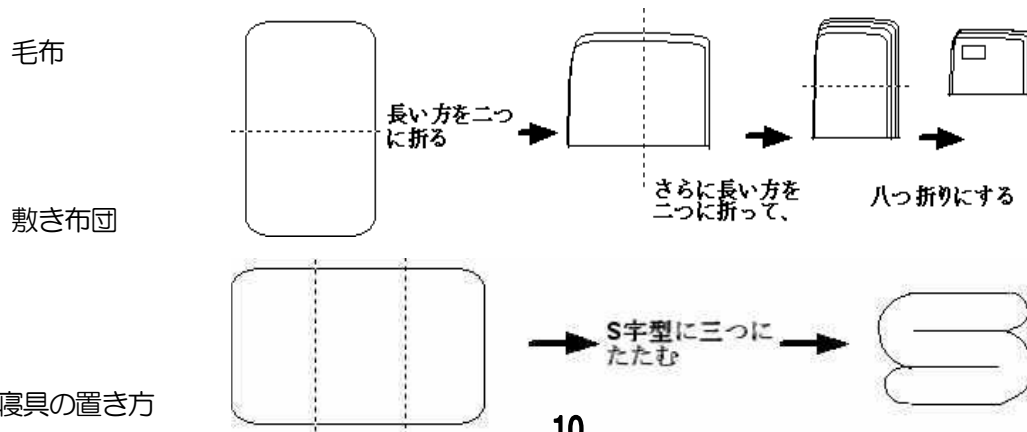 毛布
長い方を二つ
に折る
さらに長い方を
二つに折って、
八つ折りにする
敷き布団
S字型に三つに
たたむ
寝具の置き方
10